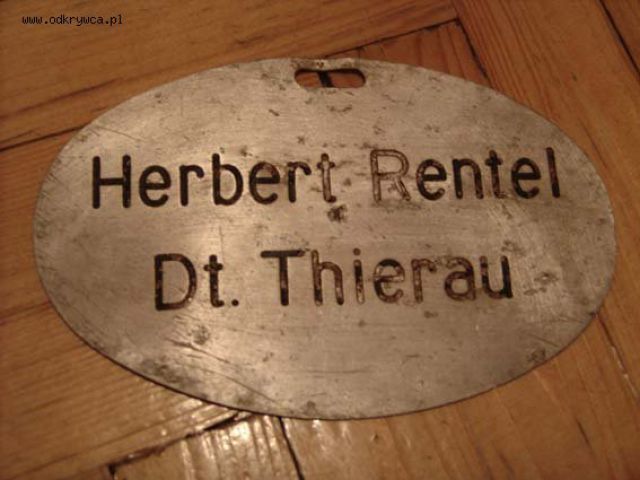 www.odkrywca.pl
Herbert Rentel
Dt. Thierau